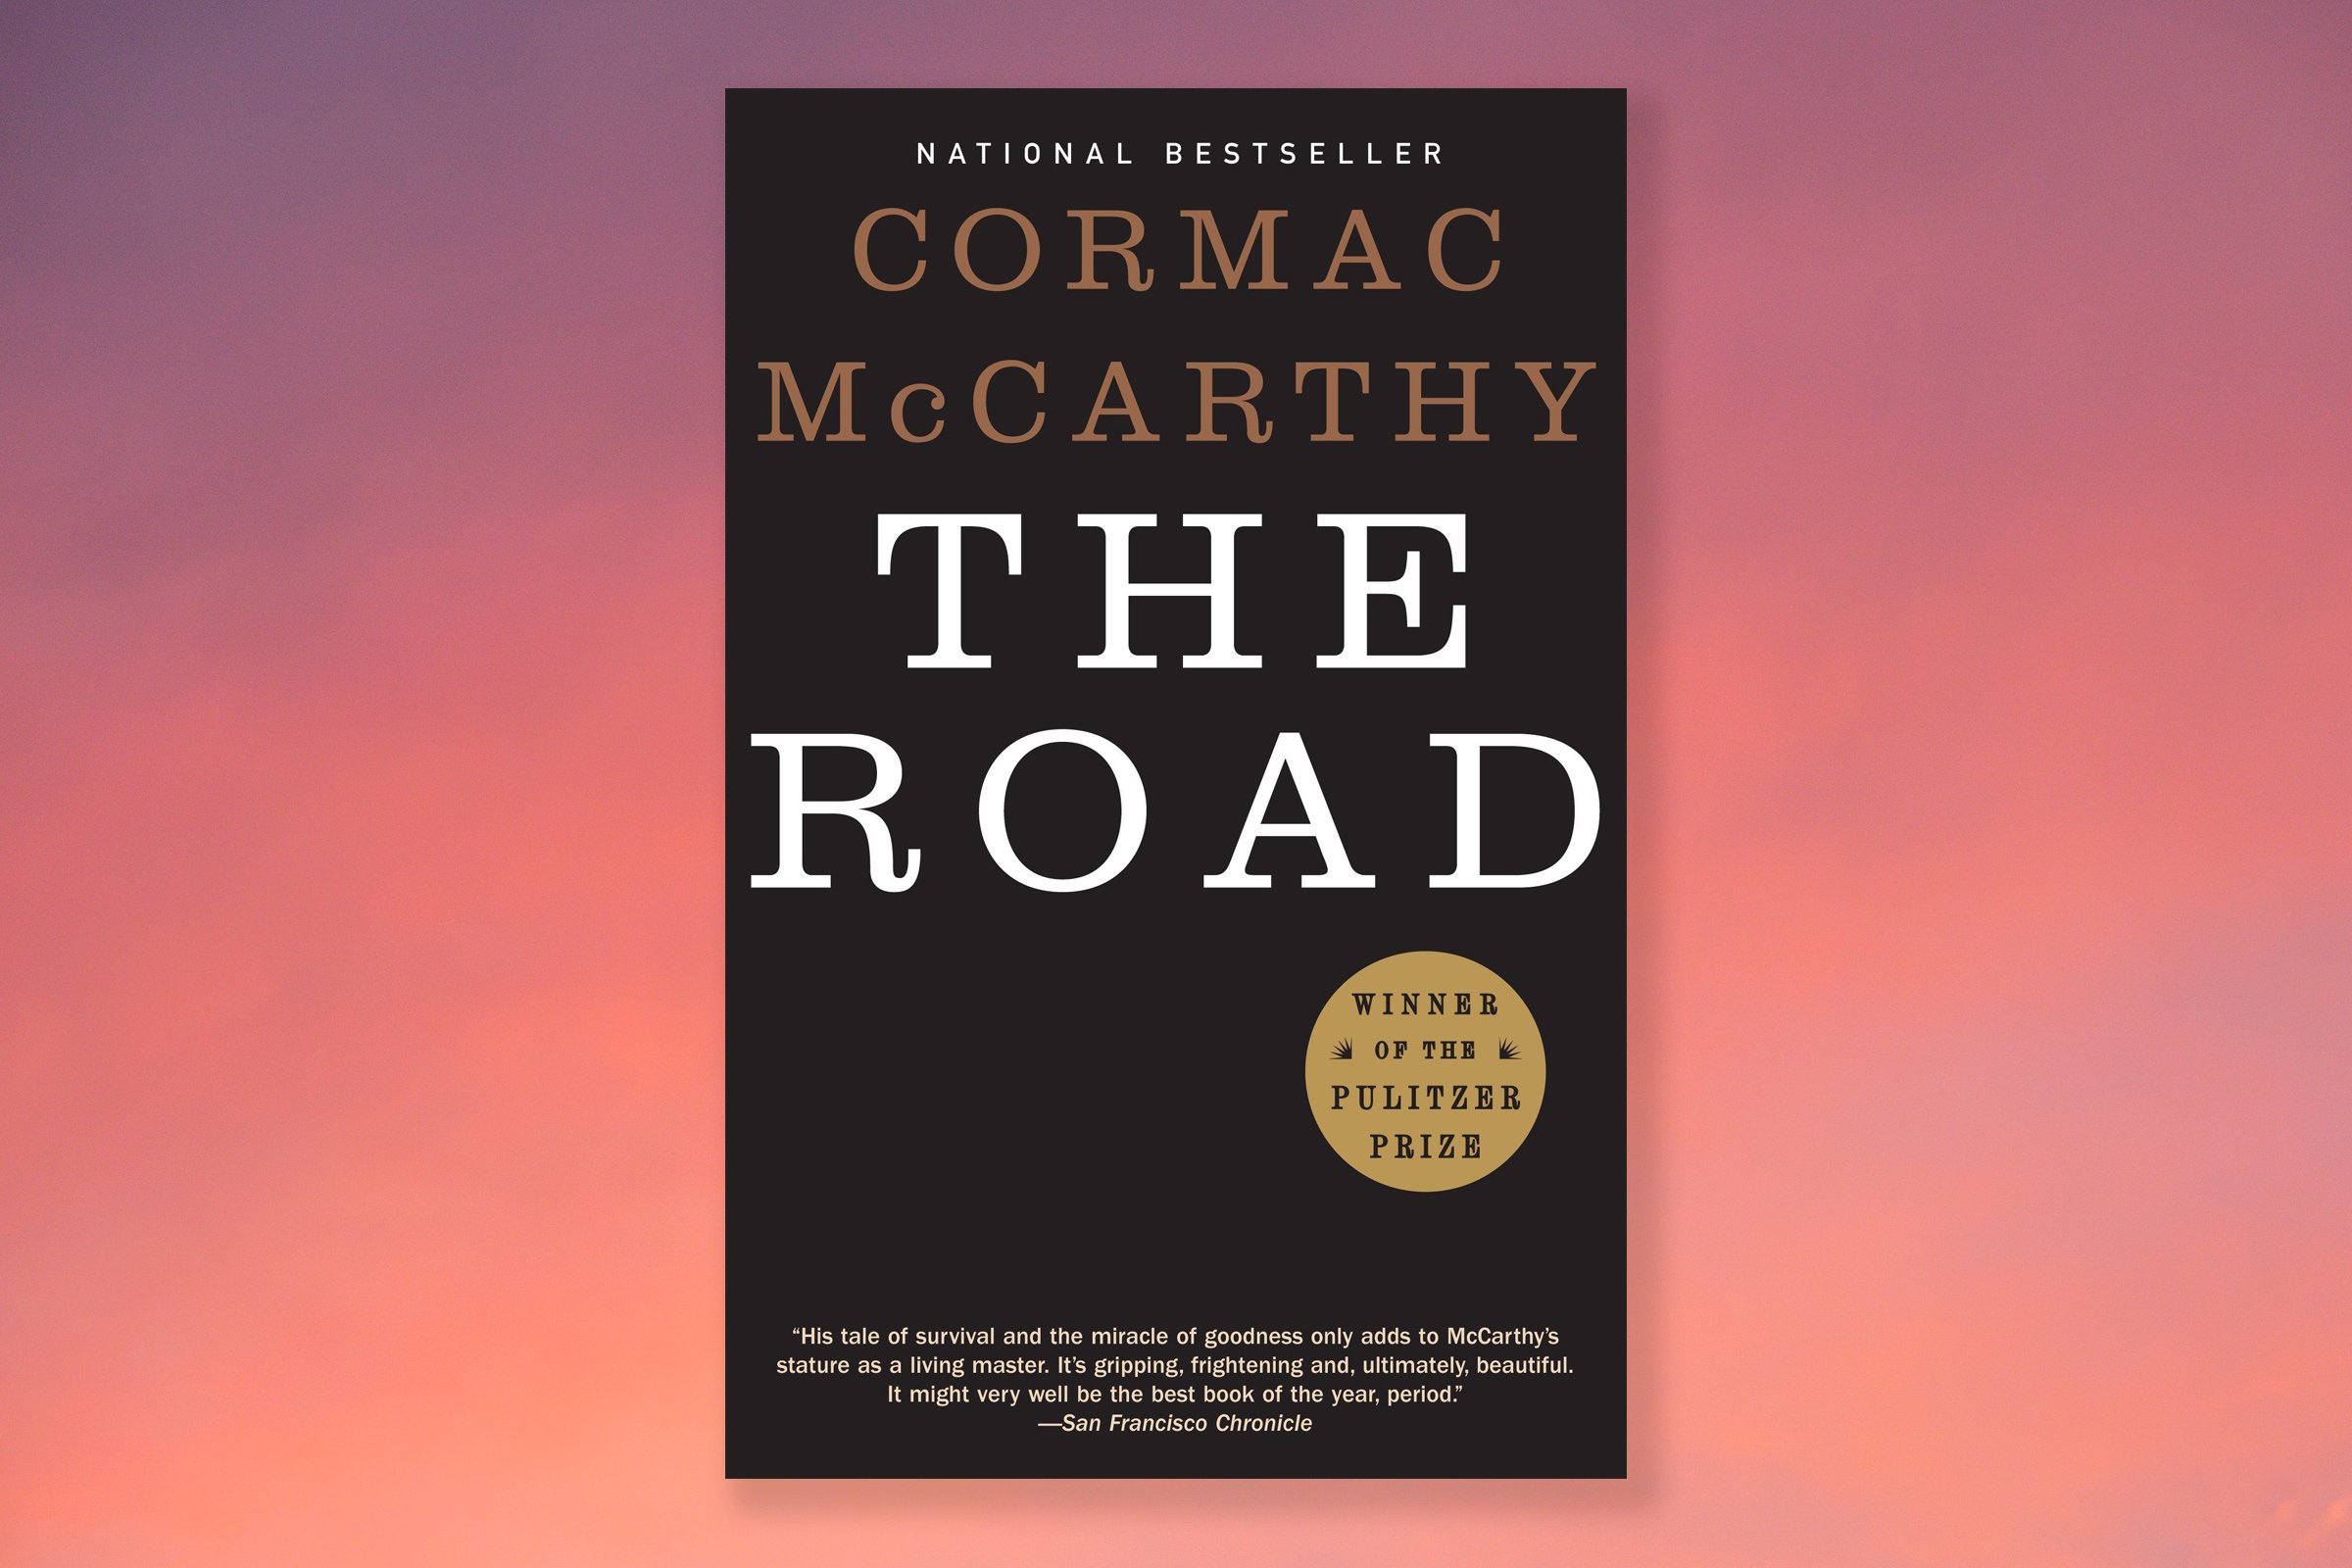 NATIONAL BESTSELLER
CORMAC
McCARTHY
THE
ROAD
WINNER
OF THE
PULITZER
PRIZE
“His tale of survival and the miracle of goodness only adds to McCarthy’s
stature as a living master. It’s gripping, frightening and, ultimately, beautiful.
It might very well be the best book of the year, period.”
—San Francisco Chronicle